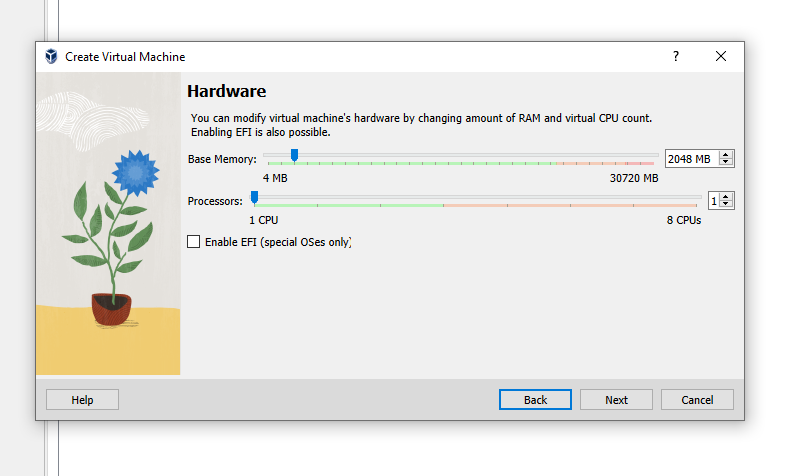 Create Virtual Machine
?
Hardware
You can modify virtual machine's hardware by changing amount of RAM and virtual CPU count.
Enabling EFI is also possible.
Base Memory:
2048 MB
4 MB
30720 MB
Processors:
1
1 CPU
8 CPUs
Enable EFI (special OSes only)
Help
Back
Next
Cancel